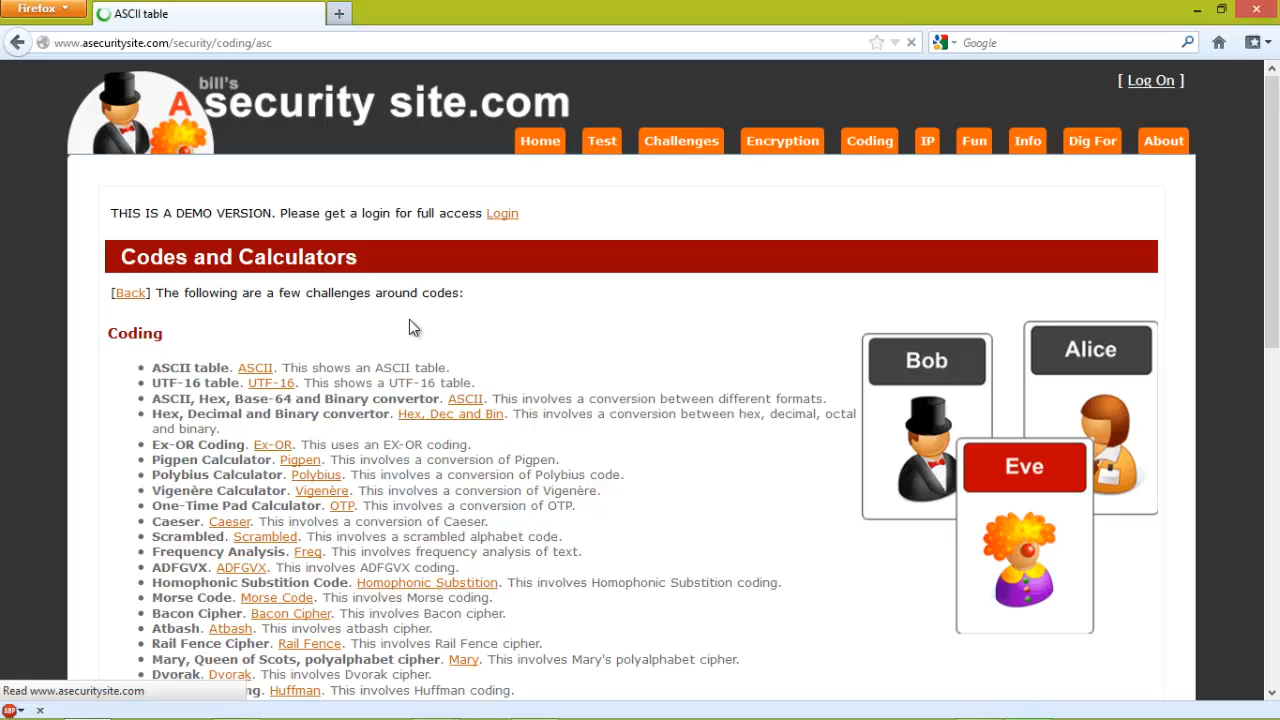 Firefox
ASCII table
www.asecuritysite.com/security/coding/asc
Google
bill's
A security site.com
[ Log On ]
Home Test Challenges Encryption Coding IP Fun Info Dig For About
THIS IS A DEMO VERSION. Please get a login for full access Login
Codes and Calculators
[Back] The following are a few challenges around codes:
Coding
ASCII table. ASCII. This shows an ASCII table.
UTF-16 table. UTF-16. This shows a UTF-16 table.
ASCII, Hex, Base-64 and Binary convertor. ASCII. This involves a conversion between different formats.
Hex, Decimal and Binary convertor. Hex, Dec and Bin. This involves a conversion between hex, decimal, octal
and binary.
Ex-OR Coding. Ex-OR. This uses an EX-OR coding.
Pigpen Calculator. Pigpen. This involves a conversion of Pigpen.
Polybius Calculator. Polybius. This involves a conversion of Polybius code.
Vigenère Calculator. Vigenère. This involves a conversion of Vigenère.
One-Time Pad Calculator. OTP. This involves a conversion of OTP.
Caeser. Caeser. This involves a conversion of Caeser.
Scrambled. Scrambled. This involves a scrambled alphabet code.
Frequency Analysis. Freq. This involves frequency analysis of text.
ADFGVX. ADFGVX. This involves ADFGVX coding.
Homophonic Substitution Code. Homophonic Substition. This involves Homophonic Substition coding.
Morse Code. Morse Code. This involves Morse coding.
Bacon Cipher. Bacon Cipher. This involves Bacon cipher.
Atbash. Atbash. This involves atbash cipher.
Rail Fence Cipher. Rail Fence. This involves Rail Fence cipher.
Mary, Queen of Scots, polyalphabet cipher. Mary. This involves Mary's polyalphabet cipher.
Dvorak. Dvorak. This involves Dvorak cipher.
ng. Huffman. This involves Huffman coding.
Bob
Alice
Eve
Read www.asecuritysite.com
ABP